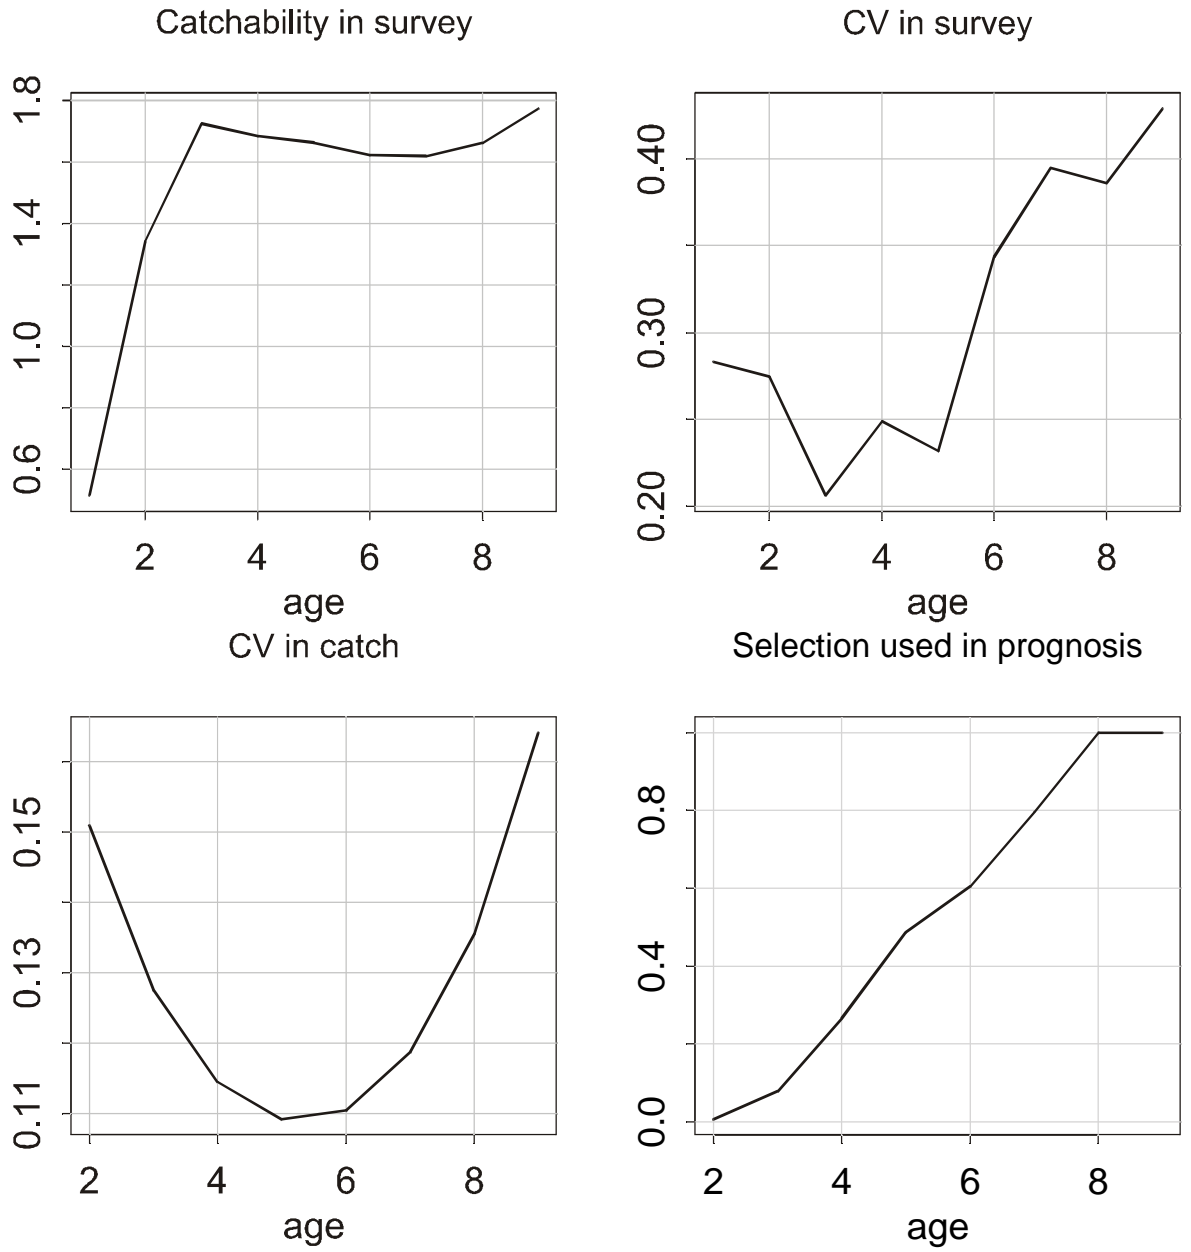 Catchability in survey
1.8
1.4
1.0
0.6
2 4 6 8
age
CV in survey
0.40
0.30
0.20
2 4 6 8
age
CV in catch
0.15
0.13
0.11
2 4 6 8
age
Selection used in prognosis
0.8
0.4
0.0
2 4 6 8
age